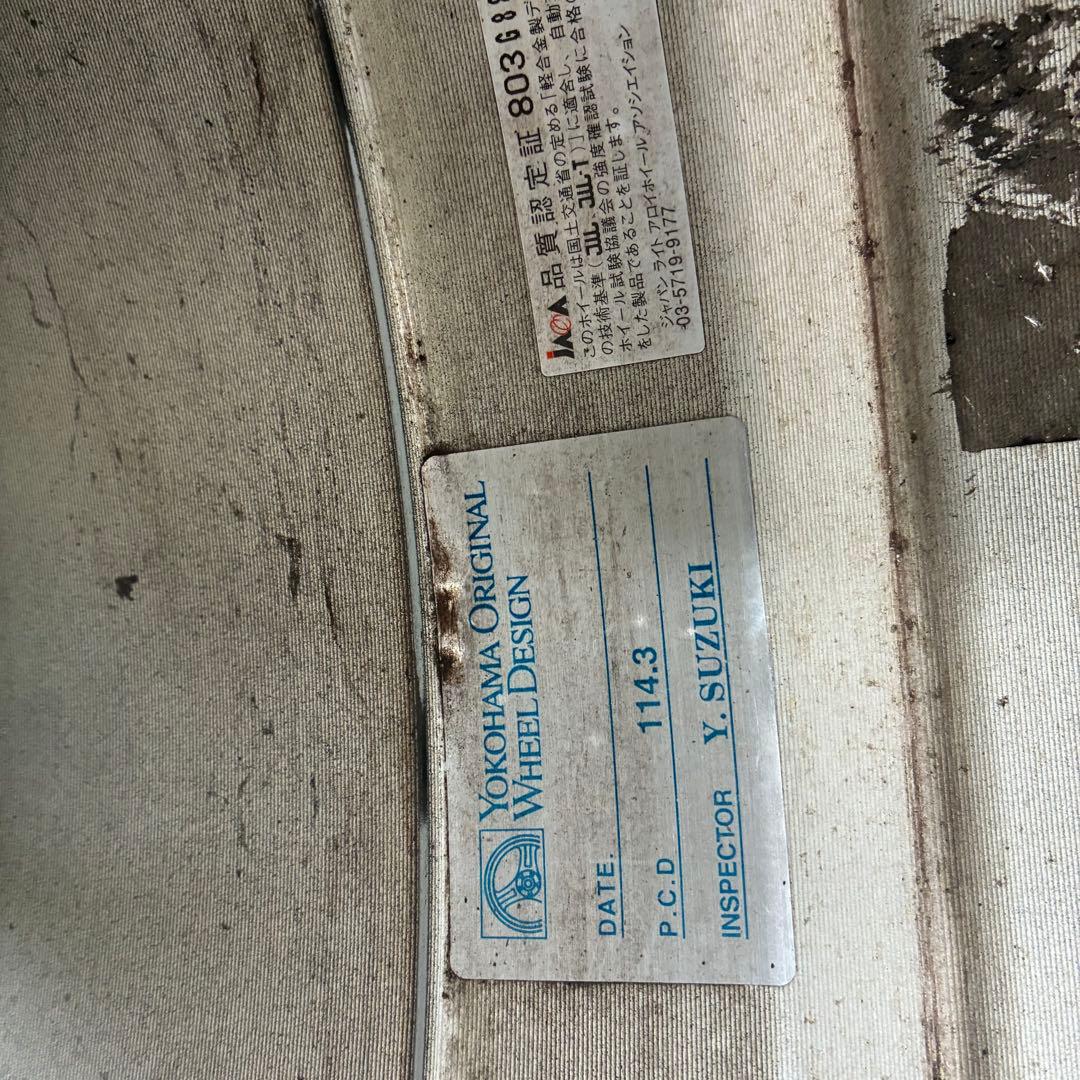 JAWA 品質認定証 803G8
このホイールは国土交通省の定める「軽合金製デ
の技術基準(JWL、JWL-T)」に適合し、自動
ホイール試験協議会の強度確認試験に合格
をした製品であることを証します。
ジャパン ライト アロイホイール アソシエイション
03-5719-9177
YOKOHAMA ORIGINAL
WHEEL DESIGN
DATE.
P.C.D 114.3
INSPECTOR Y. SUZUKI